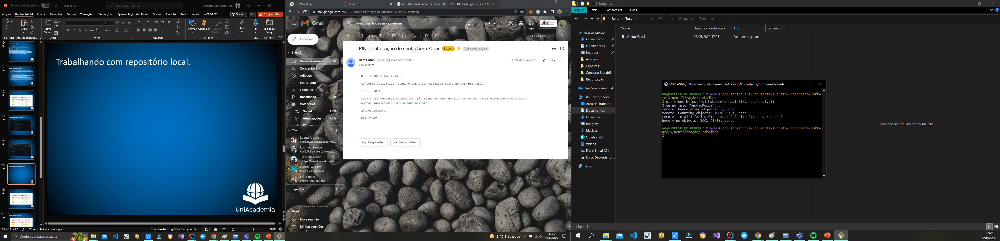 Salvamento Automático
Trabaho 2....
Pesquisar (Alt+G)
Augusto César Reis Rossi
Arquivo Página Inicial Inserir Desenhar Design Transições Animações Apresentação de Slides Gravar Revisão Exibir Ajuda ACROBAT
Gravar
Compartilhar
Colar
Novo
Slide
Formas
Organizar
Estilos
Rápidos
Editando
Ditar
Ideias de
Design
Desfazer Área de Transfer... Slides Fonte Parágrafo Desenho Voz Designer
10
11
12
13
14
15
16
17
Trabalhando com repositório local.
UniAcademia
Slide 15 de 22
Acessibilidade: investigar
Anotações
Exibir Configurações
108%
Digite aqui para pesquisar
(1) WhatsApp
Arquivos
meu filho vai ter nome de santo
PIN de alteração de senha Sem P
mail.google.com/mail/u/0/#inbox/FMfcgzGpGdftvTfKdpWNqbWFrWtfPcpj
Gmail
Pesquisar todas as conversas
Ativo
Escrever
1 de 20.290
E-mail
Caixa de entrada 54
Com estrela
Adiados
Importante
Enviados
Rascunhos 48
Categorias
Social 2.660
Atualizações 17.766
Fóruns 2.142
Chat
Luana Araujo
Você: https://www.spotify.co...
Lourival Santos
Você: Feliz aniversário meu...
Tiago Rezende
https://www.kincaid.com.b...
LARRY WELDY
Você: Hello my friend
Edu Lopes
Você: LKKKKKKKKKK
Espaços
Meet
Nova reunião
Minhas reuniões
PIN de alteração de senha Sem Parar
Externa
Caixa de entrada
Sem Parar <semparar@semparar.com.br>
17:22 (há 3 minutos)
para mim
Olá, LUANA SILVA ARAUJO,
Conforme solicitado, segue o PIN para validação feita no APP Sem Parar.
PIN : 37281
Essa é uma mensagem automática, não responda esse e-mail. Se quiser falar com nosso atendimento,
acesse www.semparar.com.br/atendimento
Atenciosamente,
Sem Parar
Responder
Encaminhar
21°C Ensolarado
17:25
22/06/2022
Trabalhos
Arquivo Início Compartilhar Exibir
Reu... Tra...
Pesquisar em Trabalhos
Nome Data de modificação Tipo Tamanho
VendasRossi 22/06/2022 17:25 Pasta de arquivos
Acesso rápido
Downloads
Documentos
Imagens
Assinado
Capturas
Contrato Brasdril
Reutilização
OneDrive - Personal
Este Computador
Área de Trabalho
Documentos
Downloads
Imagens
Músicas
Objetos 3D
Vídeos
Disco Local (C:)
Disco Secundario (D
Rede
MINGW64:/d/Users/augus/Documents/Augusto/Engenharia/Software/5/Reuti...
augus@DESKTOP-RORPQO7 MINGW64 /d/Users/augus/Documents/Augusto/Engenharia/Softw
re/5/Reutilização/Trabalhos
$ git clone https://github.com/arossidji/VendasRossi.git
Cloning into 'VendasRossi'...
remote: Enumerating objects: 3, done.
remote: Counting objects: 100% (3/3), done.
remote: Total 3 (delta 0), reused 0 (delta 0), pack-reused 0
Receiving objects: 100% (3/3), done.
augus@DESKTOP-RORPQO7 MINGW64 /d/Users/augus/Documents/Augusto/Engenharia/Softw
are/5/Reutilização/Trabalhos
$
Selecione um arquivo para visualizar.
1 item
17:25
22/06/2022